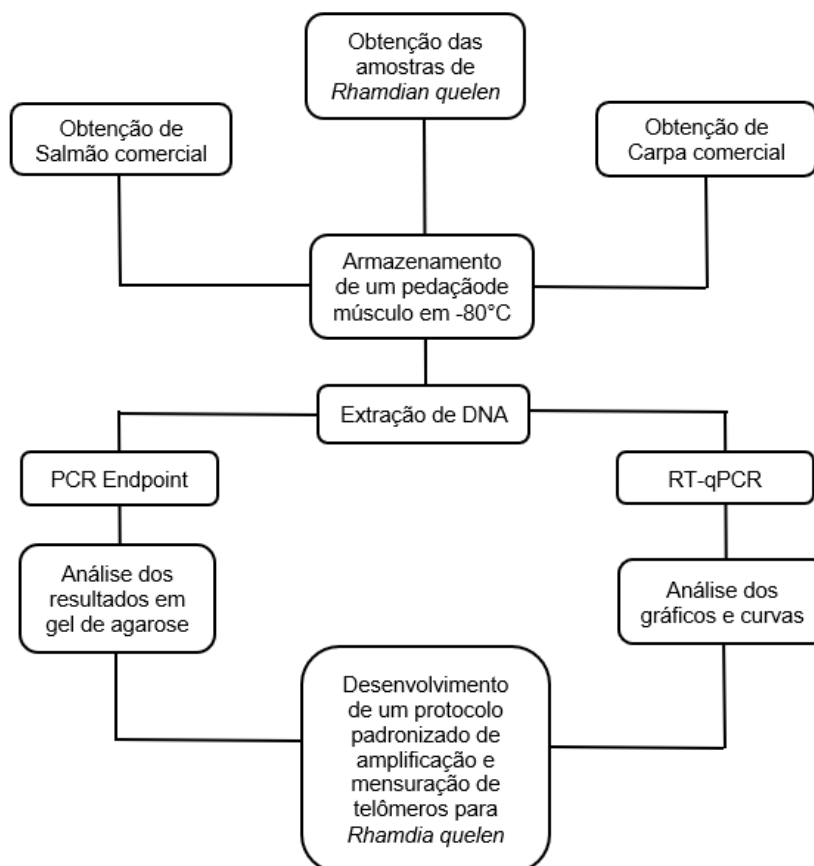 Obtenção das
amostras de
Rhamdian quelen
Obtenção de
Salmão comercial
Obtenção de
Carpa comercial
Armazenamento
de um pedaçãode
músculo em -80°C
Extração de DNA
PCR Endpoint
RT-qPCR
Análise dos
resultados em
gel de agarose
Análise dos
gráficos e curvas
Desenvolvimento
de um protocolo
padronizado de
amplificação e
mensuração de
telômeros para
Rhamdia quelen